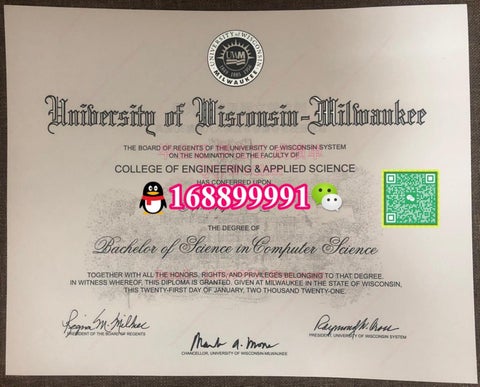 UNIVERSITY of WISCONSIN
UWM
MILWAUKEE
University of Wisconsin-Milwaukee
THE BOARD OF REGENTS OF THE UNIVERSITY OF WISCONSIN SYSTEM
ON THE NOMINATION OF THE FACULTY OF
COLLEGE OF ENGINEERING & APPLIED SCIENCE
HAS CONFERRED UPON
168899991
THE DEGREE OF
Bachelor of Science in Computer Science
TOGETHER WITH ALL THE HONORS, RIGHTS, AND PRIVILEGES BELONGING TO THAT DEGREE.
IN WITNESS WHEREOF, THIS DIPLOMA IS GRANTED. GIVEN AT MILWAUKEE IN THE STATE OF WISCONSIN,
THIS TWENTY-FIRST DAY OF JANUARY, TWO THOUSAND TWENTY-ONE.
PRESIDENT OF THE BOARD OF REGENTS
CHANCELLOR, UNIVERSITY OF WISCONSIN-MILWAUKEE
PRESIDENT, UNIVERSITY OF WISCONSIN SYSTEM